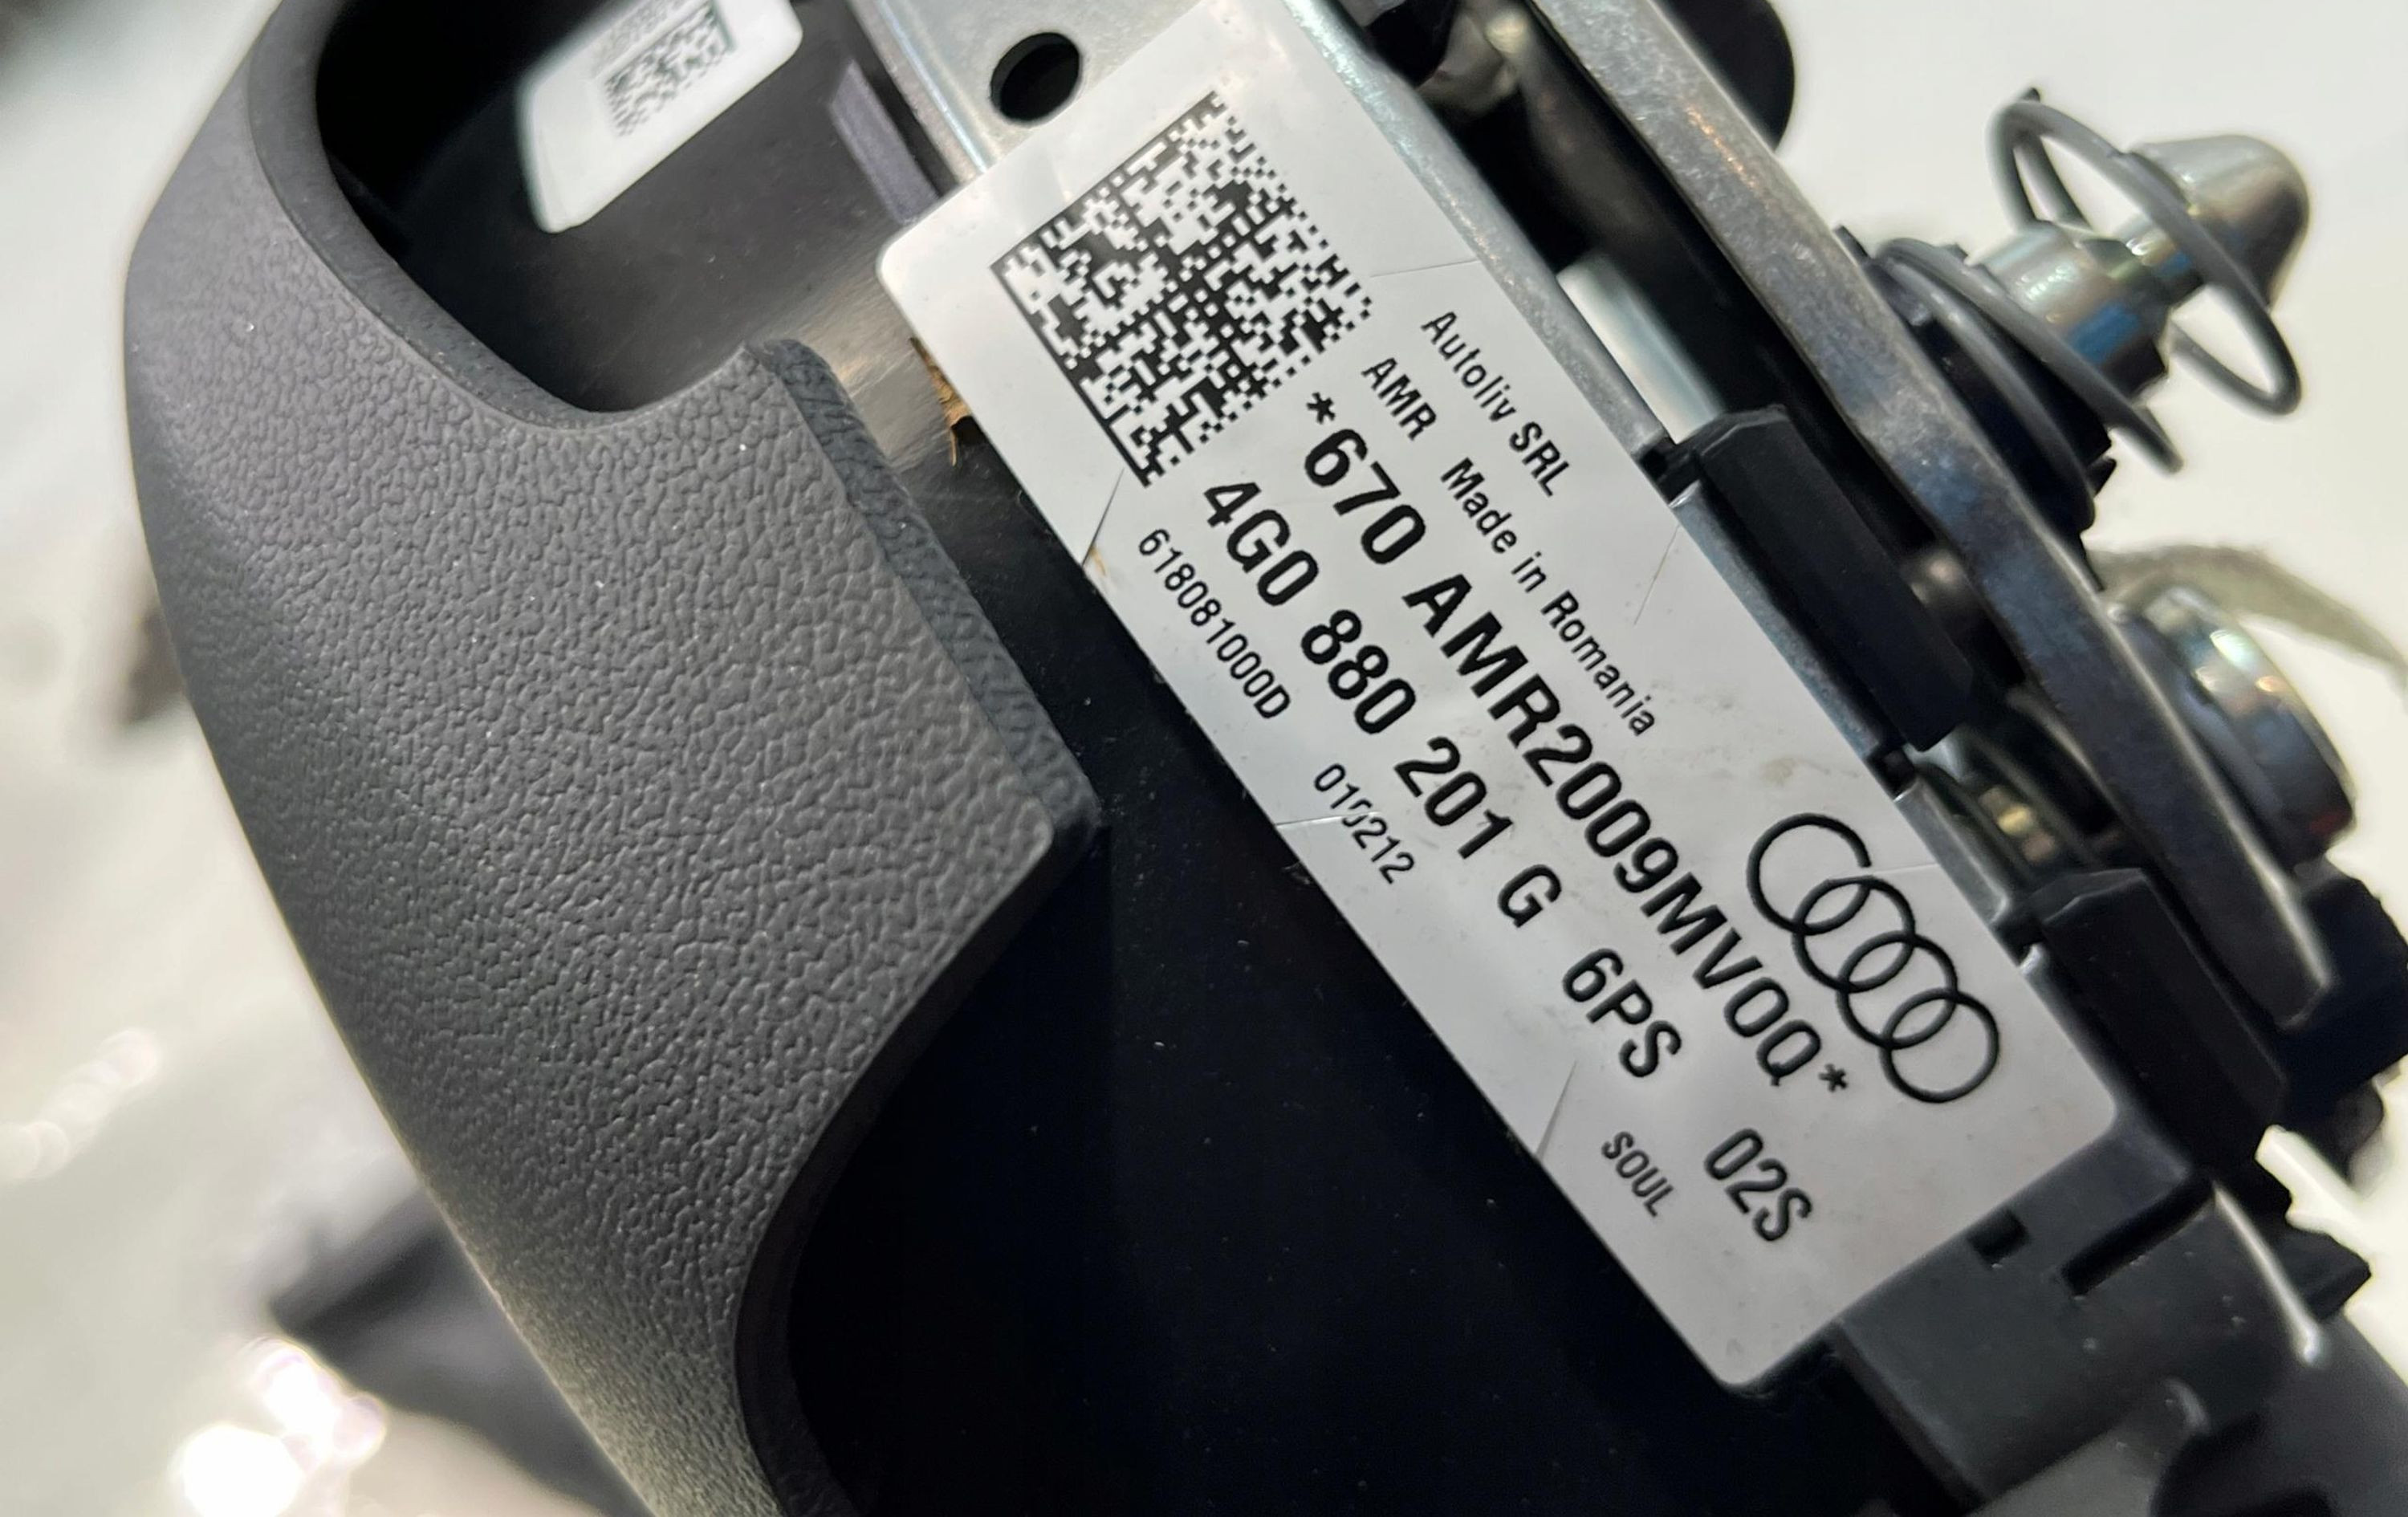 Autoliv SRL
AMR Made in Romania
*670 AMR2009MV0Q*
4G0 880 201 G 6PS 02S
618081000D SOUL